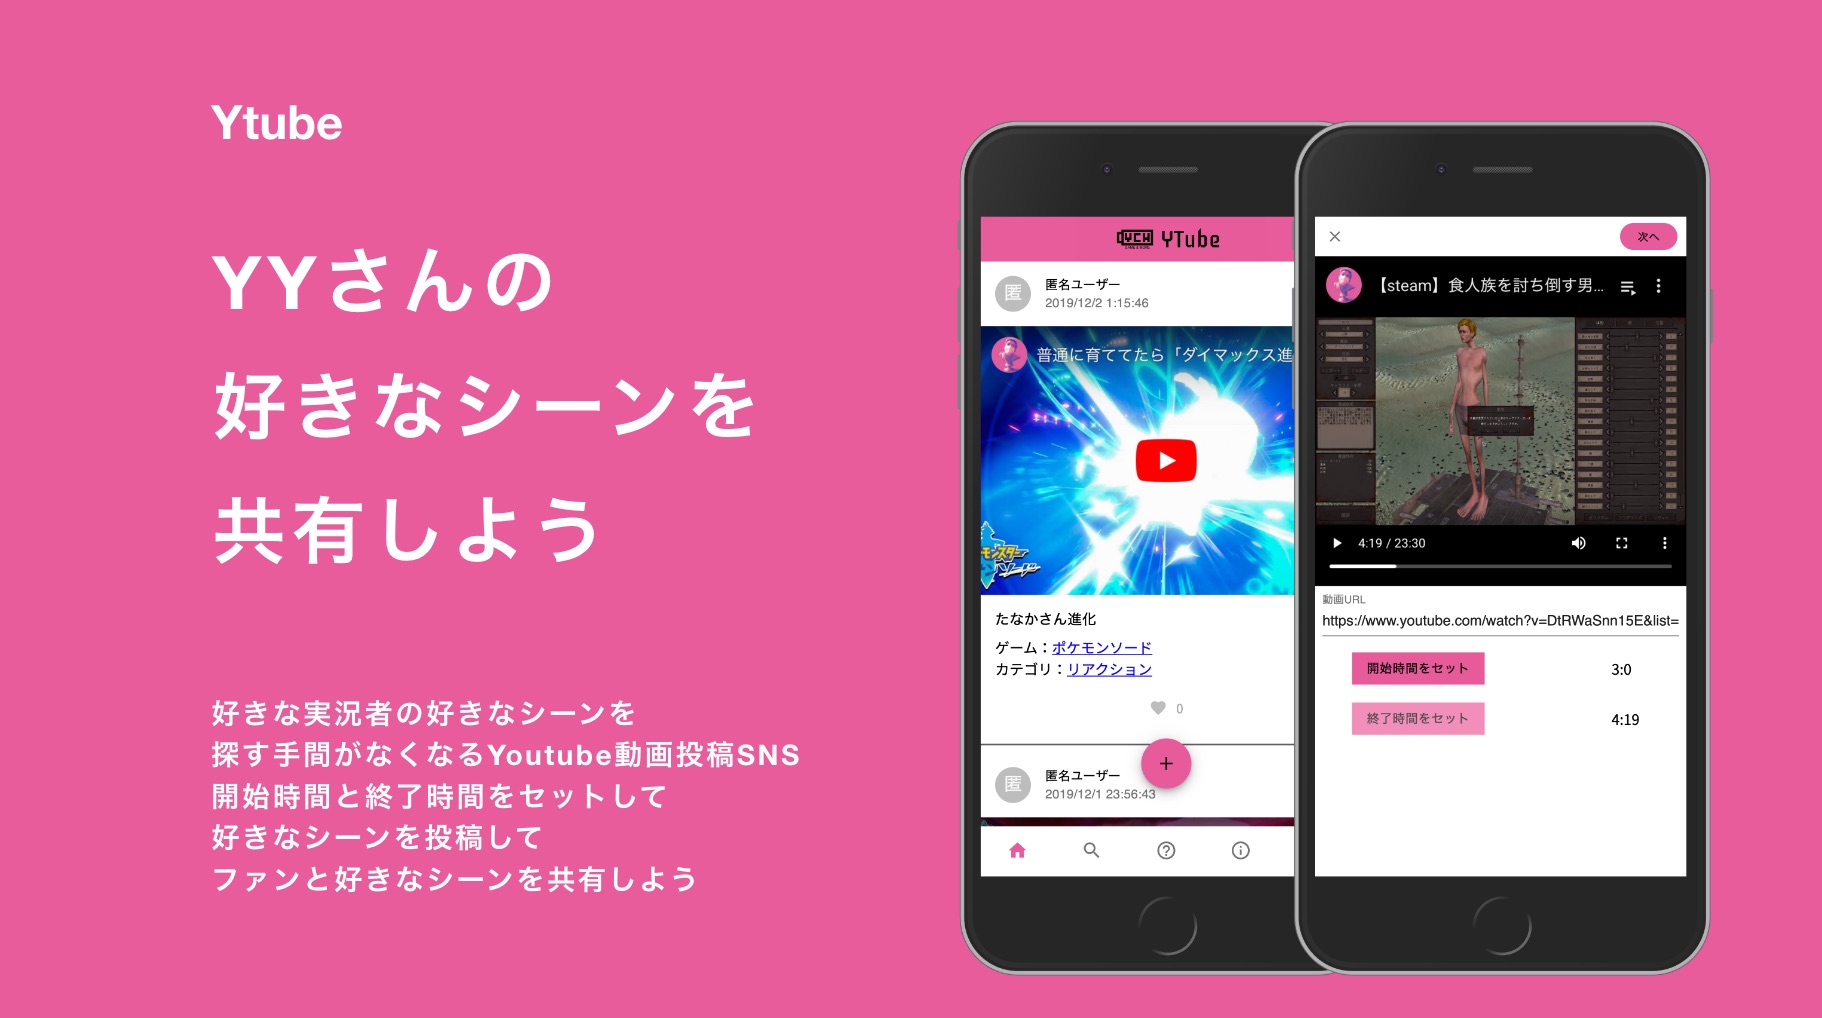 Ytube
YYさんの
好きなシーンを
共有しよう
好きな実況者の好きなシーンを
探す手間がなくなるYoutube動画投稿SNS
開始時間と終了時間をセットして
好きなシーンを投稿して
ファンと好きなシーンを共有しよう
YTube
匿
匿名ユーザー
2019/12/2 1:15:46
普通に育ててたら「ダイマックス進
たなかさん進化
ゲーム：ポケモンソード
カテゴリ：リアクション
0
匿
匿名ユーザー
2019/12/1 23:56:43
次へ
【steam】食人族を討ち倒す男...
4:19 / 23:30
動画URL
https://www.youtube.com/watch?v=DtRWaSnn15E&list=
開始時間をセット
3:0
終了時間をセット
4:19